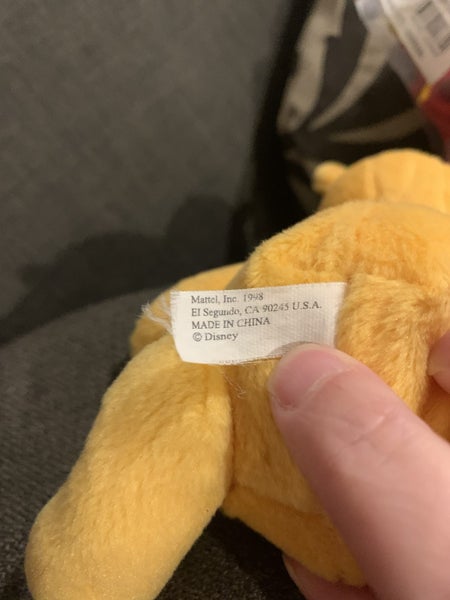 Mattel, Inc. 1998
El Segundo, CA 90245 U.S.A.
MADE IN CHINA
© Disney